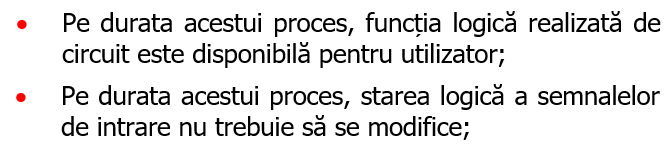 • Pe durata acestui proces, funcția logică realizată de
circuit este disponibilă pentru utilizator;
• Pe durata acestui proces, starea logică a semnalelor
de intrare nu trebuie să se modifice;